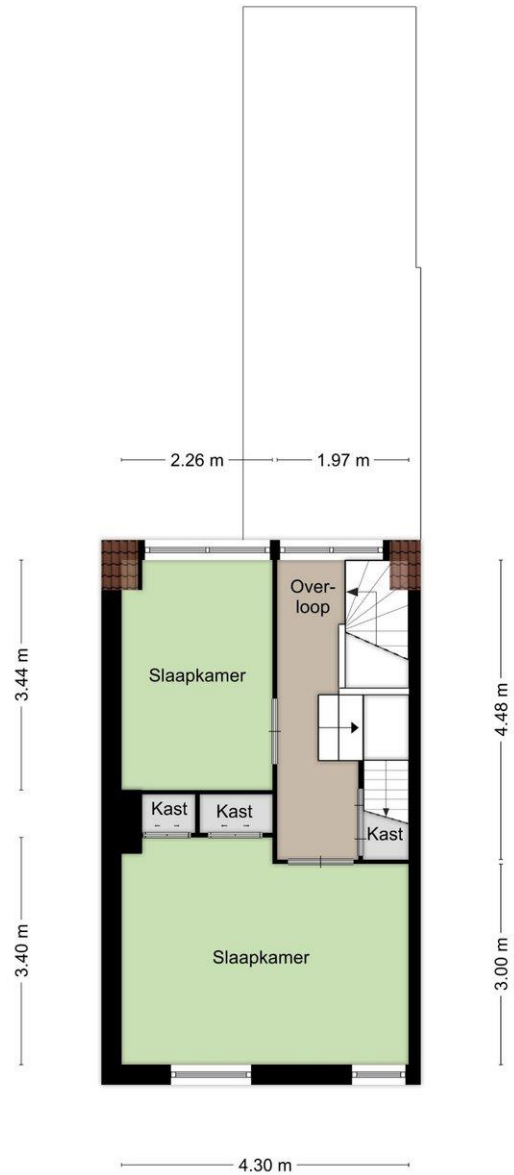 2.26 m
1.97 m
Over-
loop
3.44 m
Slaapkamer
4.48 m
Kast
Kast
Kast
3.40 m
Slaapkamer
3.00 m
4.30 m